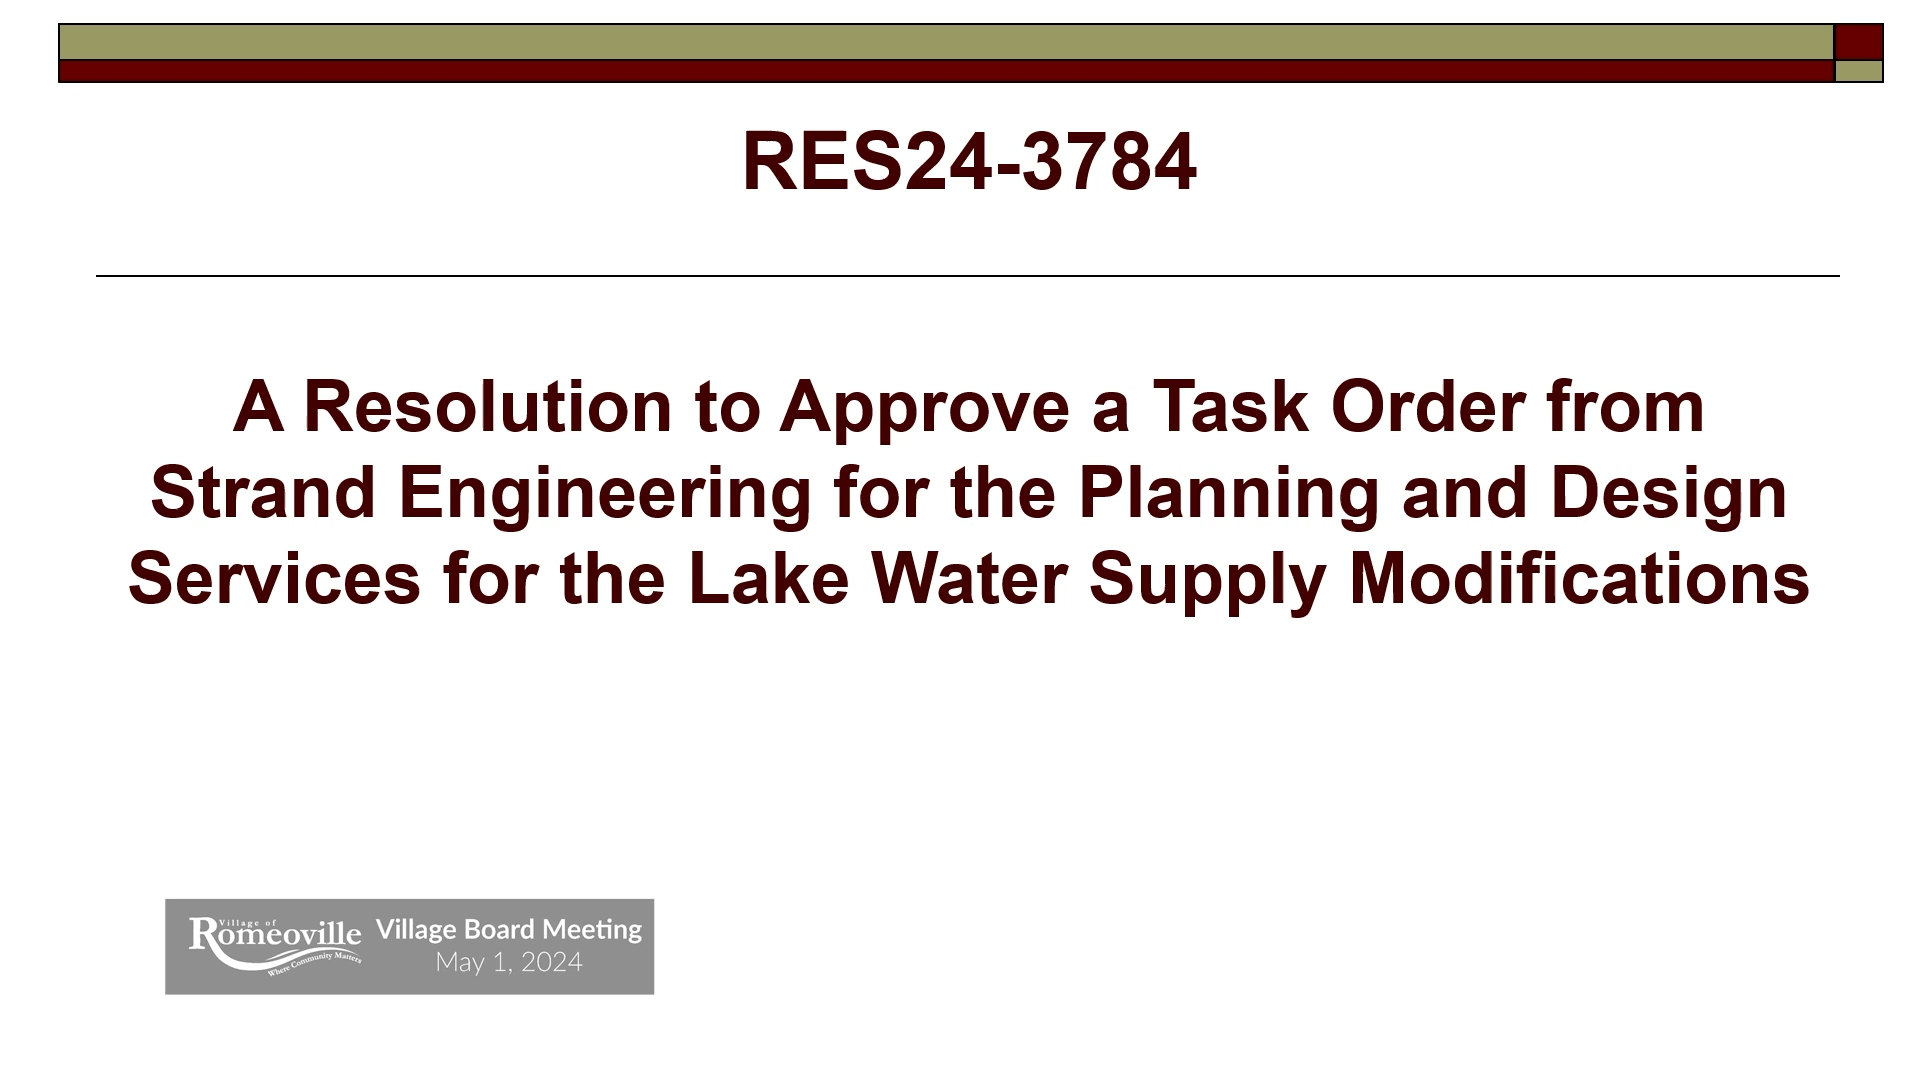 RES24-3784
A Resolution to Approve a Task Order from
Strand Engineering for the Planning and Design
Services for the Lake Water Supply Modifications
Village of
Romeoville
Where Community Matters
Village Board Meeting
May 1, 2024